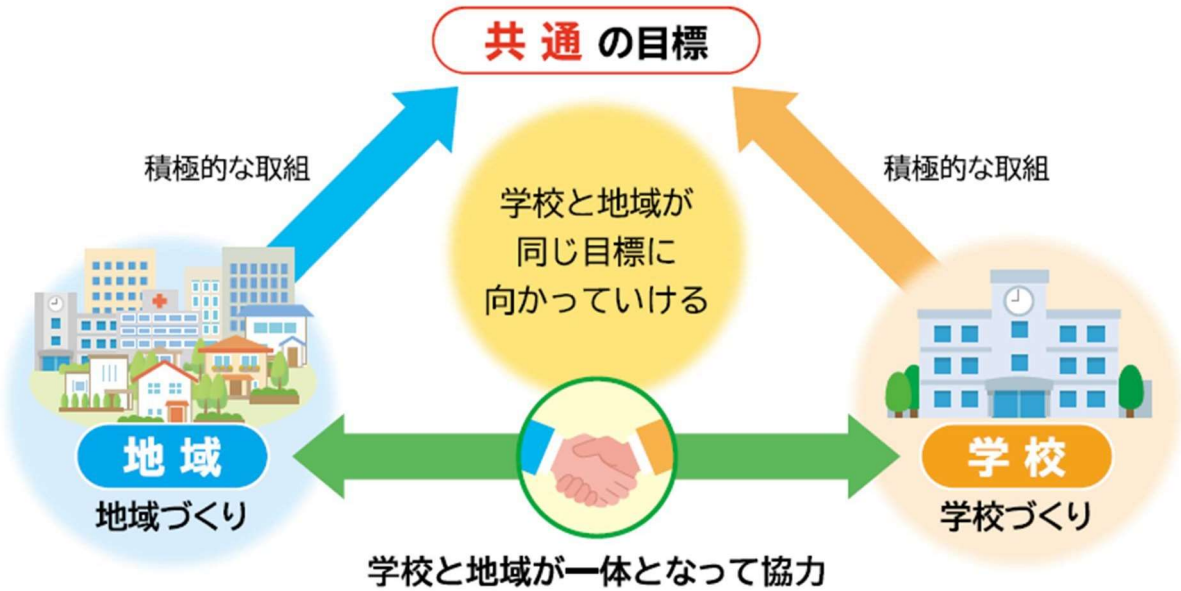 共通の目標
積極的な取組
積極的な取組
学校と地域が
同じ目標に
向かっていける
地域
学校
地域づくり
学校づくり
学校と地域が一体となって協力